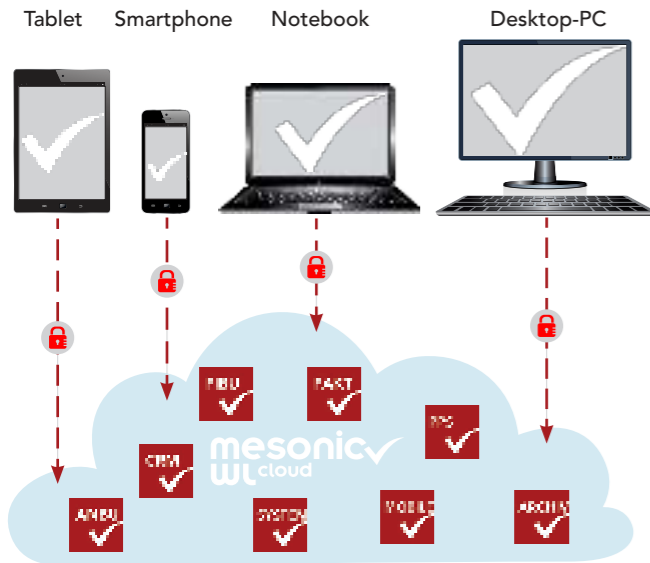 Tablet Smartphone Notebook Desktop-PC
FIBU FAKT
PPS
mesonic
CRM
WL cloud
ANBU SYSTEM MOBILE ARCHIV